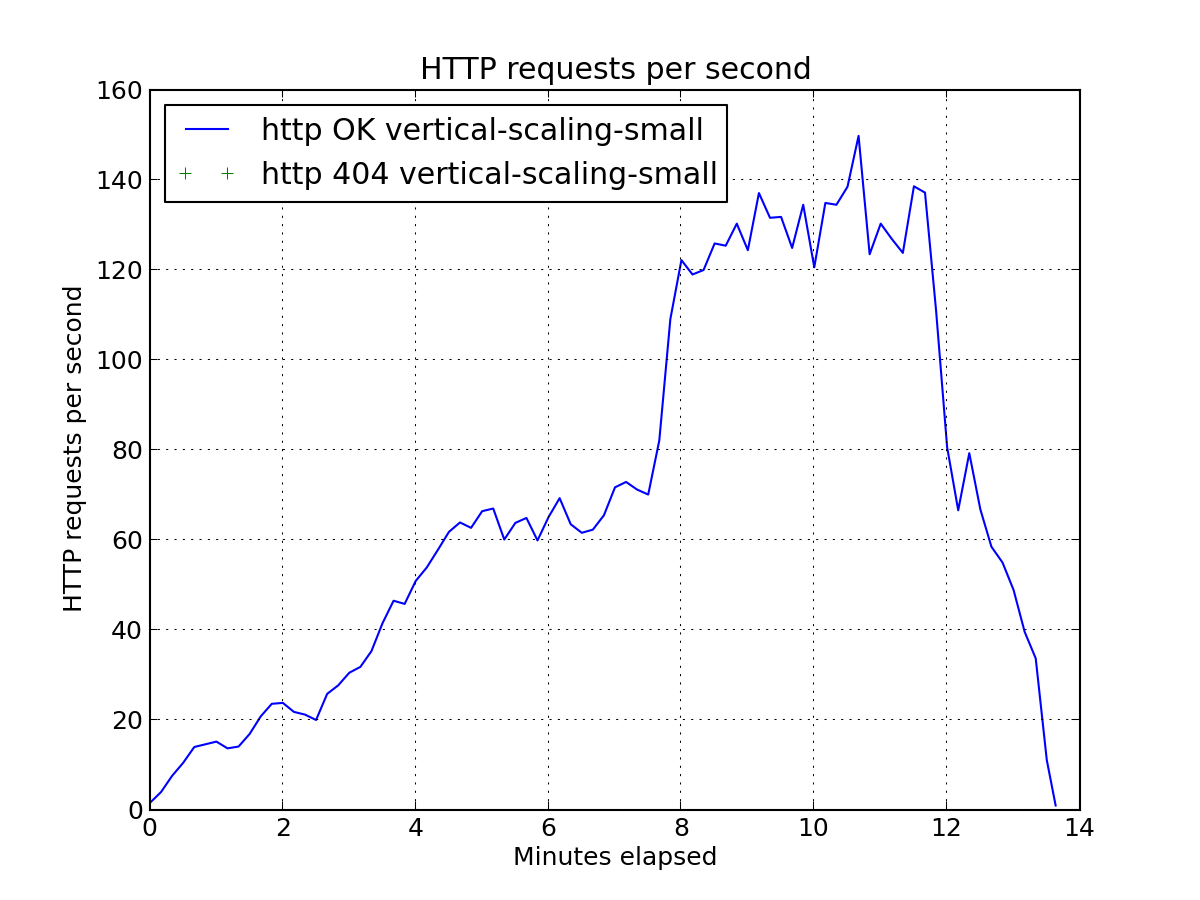 HTTP requests per second
160
http OK vertical-scaling-small
http 404 vertical-scaling-small
140
120
100
80
60
40
20
0
HTTP requests per second
0 2 4 6 8 10 12 14
Minutes elapsed